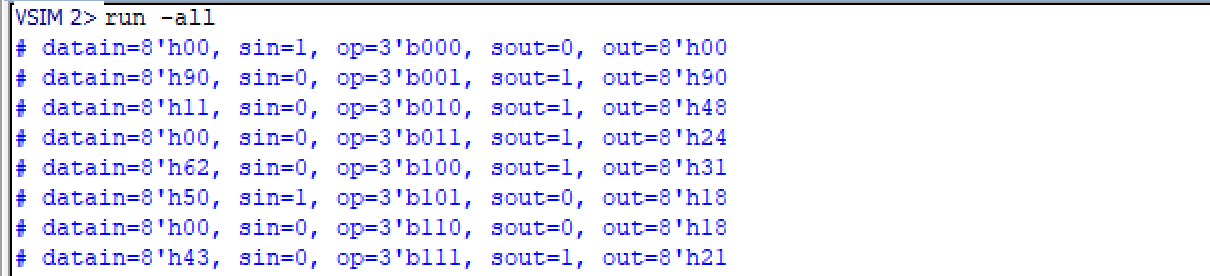 VSIM 2> run -all
# datain=8'h00, sin=1, op=3'b000, sout=0, out=8'h00
# datain=8'h90, sin=0, op=3'b001, sout=1, out=8'h90
# datain=8'h11, sin=0, op=3'b010, sout=1, out=8'h48
# datain=8'h00, sin=0, op=3'b011, sout=1, out=8'h24
# datain=8'h62, sin=0, op=3'b100, sout=1, out=8'h31
# datain=8'h50, sin=1, op=3'b101, sout=0, out=8'h18
# datain=8'h00, sin=0, op=3'b110, sout=0, out=8'h18
# datain=8'h43, sin=0, op=3'b111, sout=1, out=8'h21